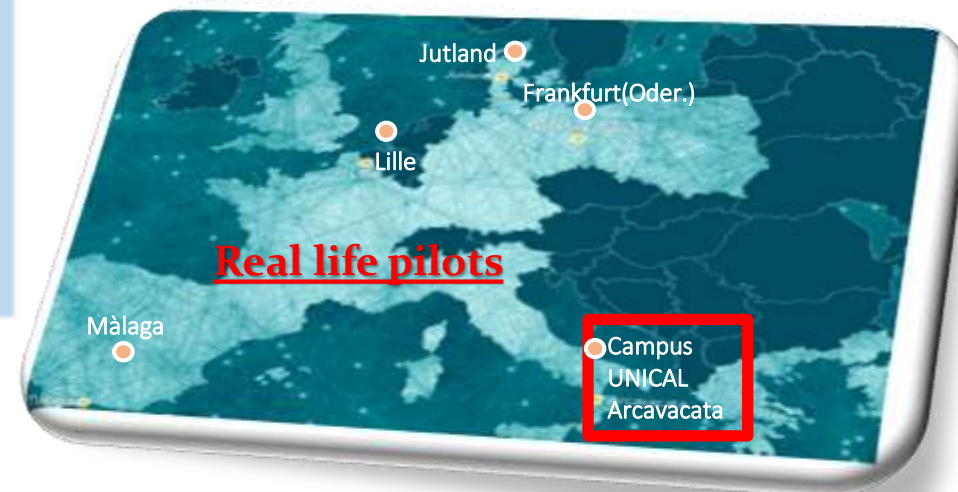 Jutland
Frankfurt(Oder.)
Lille
Real life pilots
Màlaga
Campus
UNICAL
Arcavacata